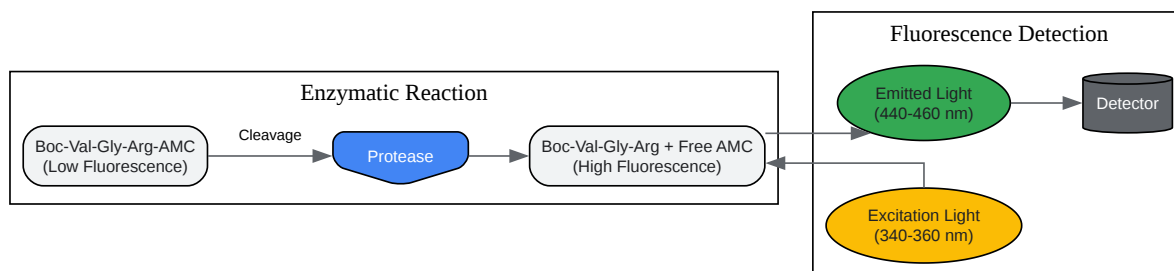 Enzymatic Reaction
Boc-Val-Gly-Arg-AMC
(Low Fluorescence)
Cleavage
Protease
Boc-Val-Gly-Arg + Free AMC
(High Fluorescence)
Fluorescence Detection
Emitted Light
(440-460 nm)
Detector
Excitation Light
(340-360 nm)